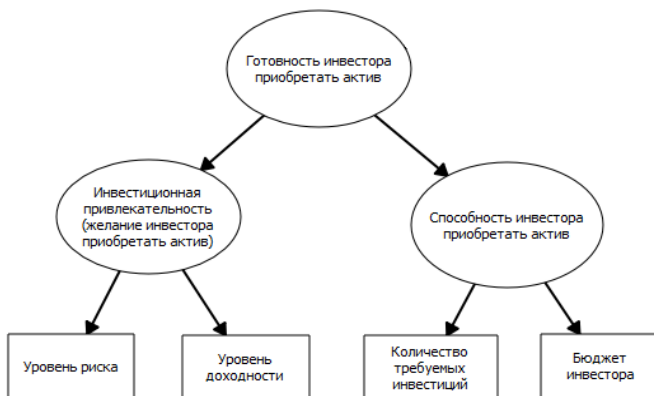 Готовность инвестора
приобретать актив
Инвестиционная
привлекательность
(желание инвестора
приобретать актив)
Способность инвестора
приобретать актив
Уровень риска
Уровень
доходности
Количество
требуемых
инвестиций
Бюджет
инвестора